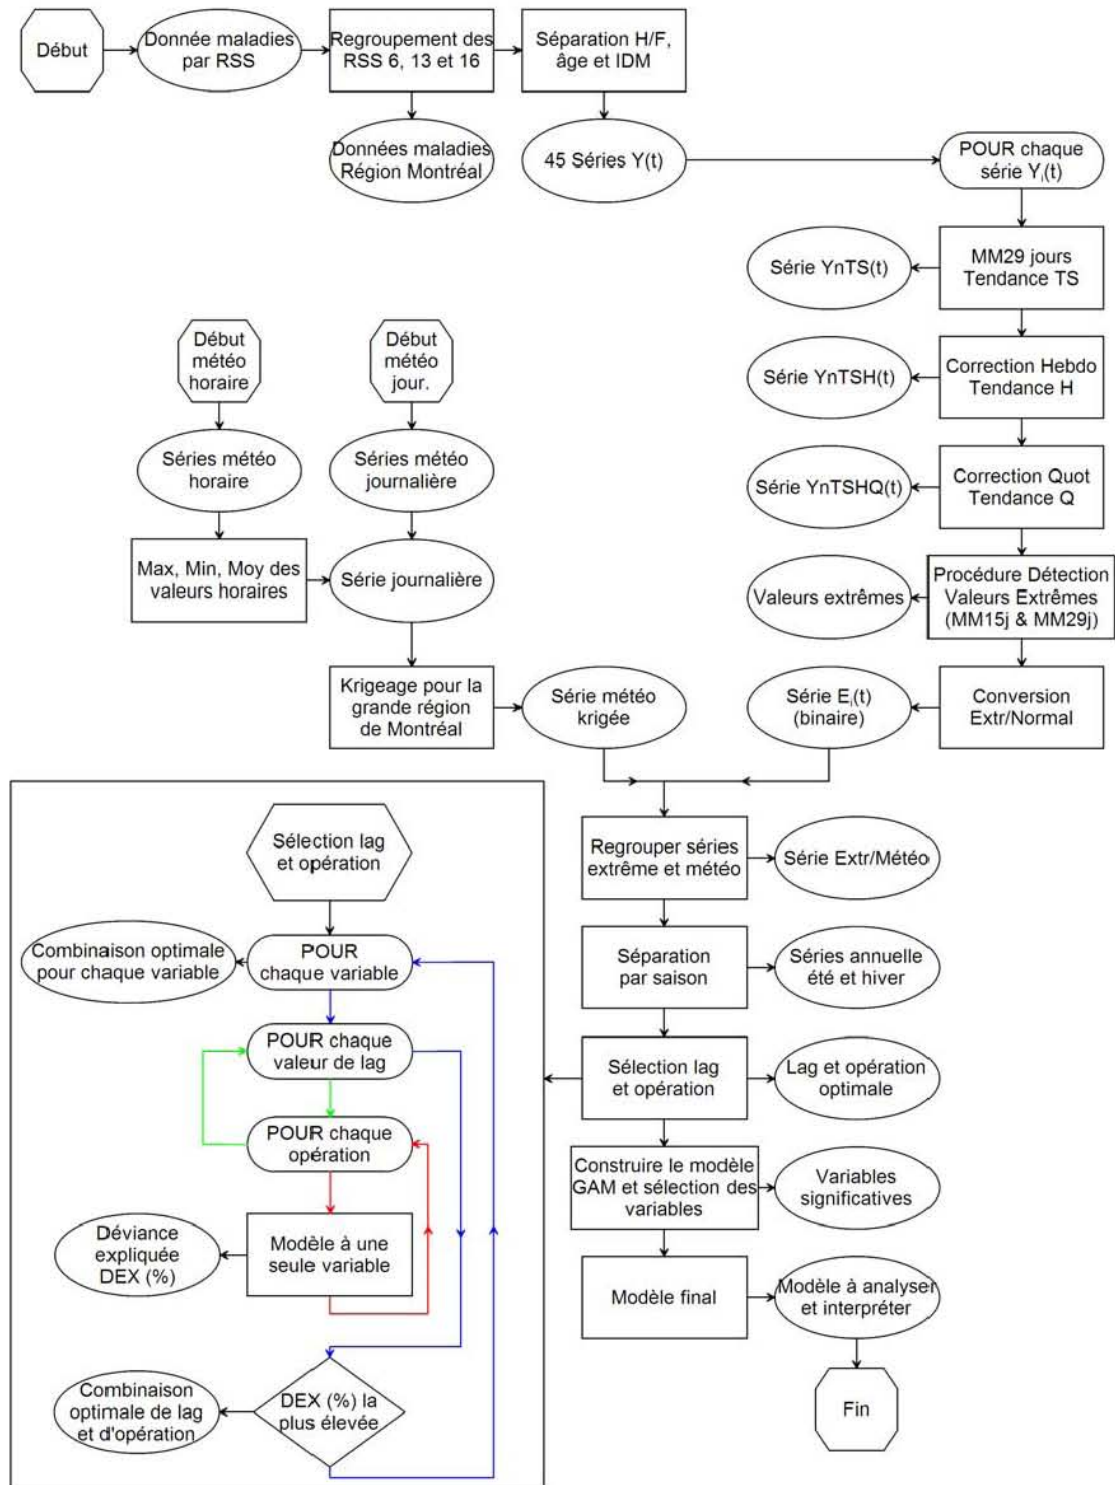 Début
Donnée maladies
par RSS
Regroupement des
RSS 6, 13 et 16
Séparation H/F,
âge et IDM
Données maladies
Région Montréal
45 Séries Y(t)
POUR chaque
série Yᵢ(t)
Série YnTS(t)
MM29 jours
Tendance TS
Début
météo
horaire
Début
météo
jour.
Série YnTSH(t)
Correction Hebdo
Tendance H
Séries météo
horaire
Séries météo
journalière
Série YnTSHQ(t)
Correction Quot
Tendance Q
Max, Min, Moy des
valeurs horaires
Série journalière
Valeurs extrêmes
Procédure Détection
Valeurs Extrêmes
(MM15j & MM29j)
Krigeage pour la
grande région
de Montréal
Série météo
krigée
Série Eᵢ(t)
(binaire)
Conversion
Extr/Normal
Sélection lag
et opération
Regrouper séries
extrême et météo
Série Extr/Météo
Combinaison optimale
pour chaque variable
POUR
chaque variable
Séparation
par saison
Séries annuelle
été et hiver
POUR chaque
valeur de lag
Sélection lag
et opération
Lag et opération
optimale
POUR chaque
opération
Construire le modèle
GAM et sélection des
variables
Variables
significatives
Déviance
expliquée
DEX (%)
Modèle à une
seule variable
Modèle final
Modèle à analyser
et interpréter
Combinaison
optimale de lag
et d'opération
DEX (%) la
plus élevée
Fin